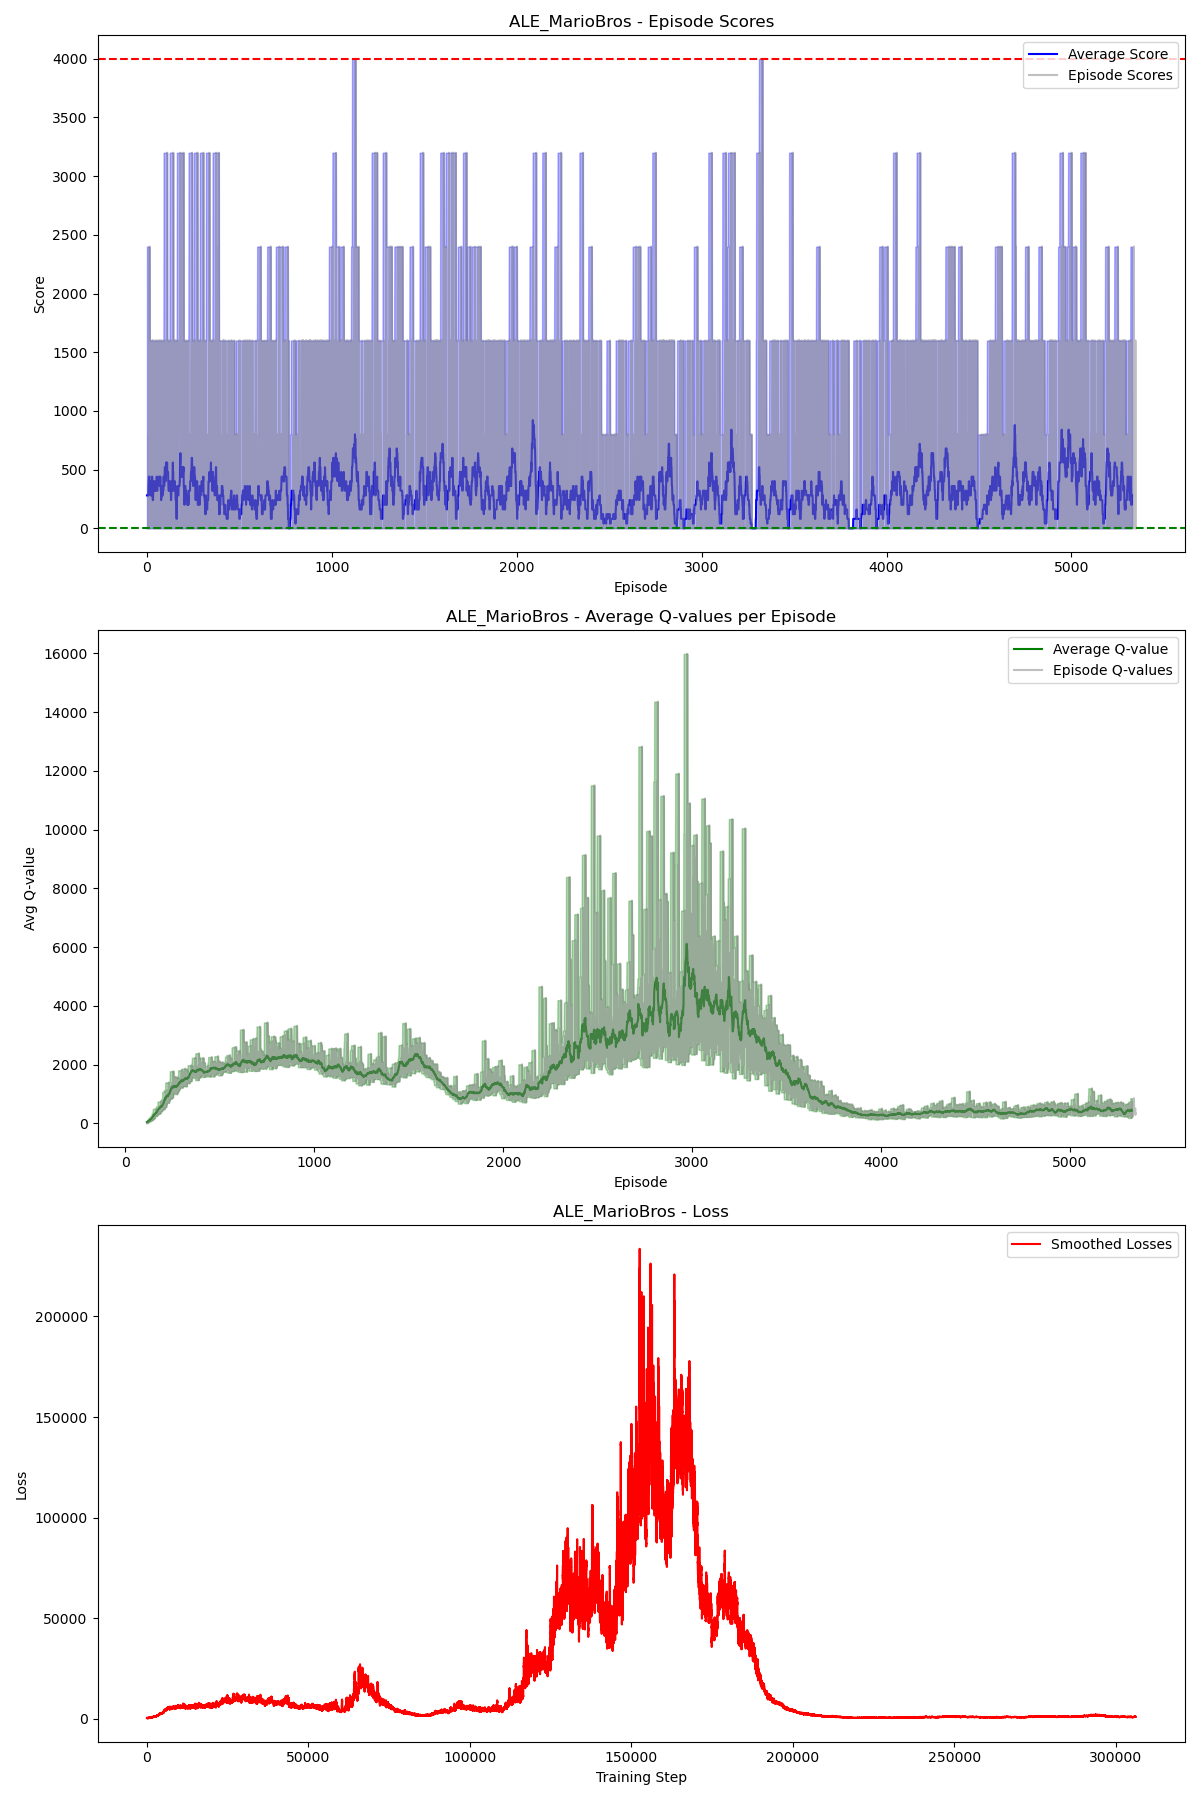 ALE_MarioBros - Episode Scores
Average Score
Episode Scores
4000
3500
3000
2500
2000
1500
1000
500
0
Score
0 1000 2000 3000 4000 5000
Episode
ALE_MarioBros - Average Q-values per Episode
Average Q-value
Episode Q-values
16000
14000
12000
10000
8000
6000
4000
2000
0
Avg Q-value
0 1000 2000 3000 4000 5000
Episode
ALE_MarioBros - Loss
Smoothed Losses
200000
150000
100000
50000
0
Loss
0 50000 100000 150000 200000 250000 300000
Training Step